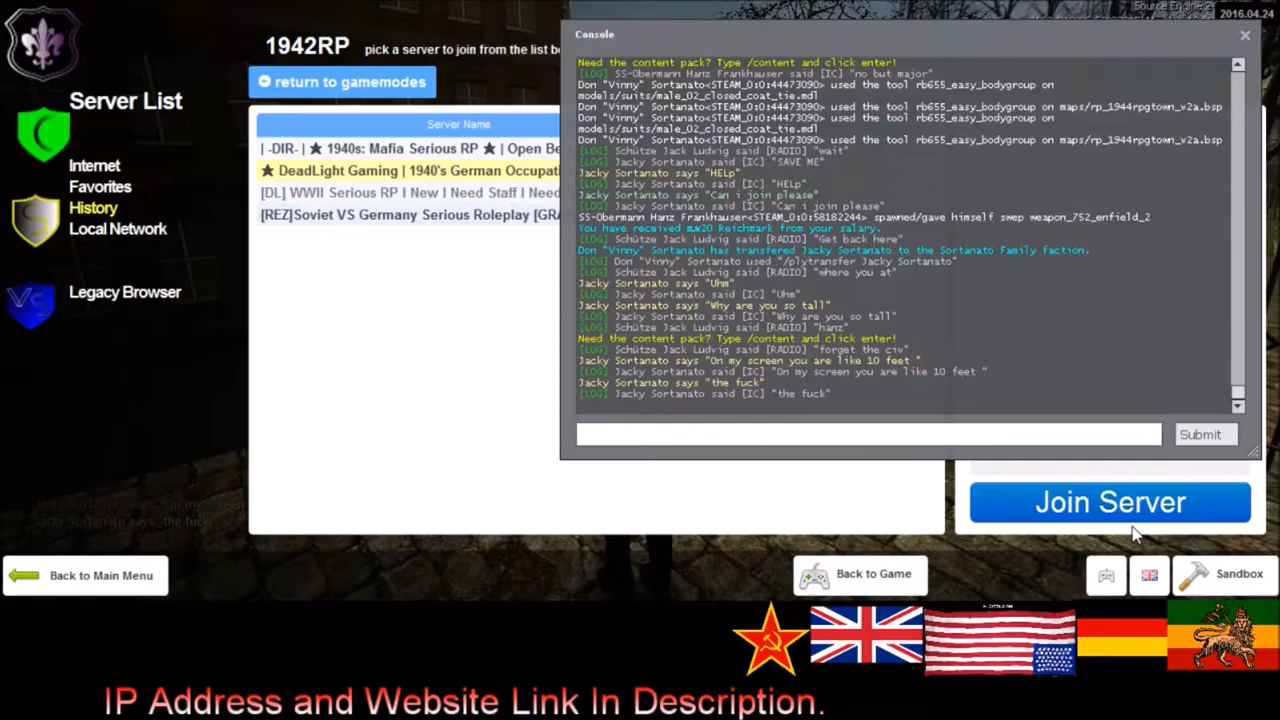 Source Engine 2
2016.04.24
1942RP pick a server to join from the list be
return to gamemodes
Server List
Internet
Favorites
History
Local Network
Legacy Browser
Server Name
| -DIR- | ★ 1940s: Mafia Serious RP ★ | Open Be
★ DeadLight Gaming | 1940's German Occupati
[DL] WWII Serious RP I New I Need Staff I Need
[REZ]Soviet VS Germany Serious Roleplay [GRA
Console
Need the content pack? Type /content and click enter!
[LOG] SS-Obermann Hanz Frankhauser said [IC] "no but major"
Don "Vinny" Sortanato<STEAM_0:0:44473090> used the tool rb655_easy_bodygroup on
models/suits/male_02_closed_coat_tie.mdl
Don "Vinny" Sortanato<STEAM_0:0:44473090> used the tool rb655_easy_bodygroup on maps/rp_1944rpgtown_v2a.bsp
Don "Vinny" Sortanato<STEAM_0:0:44473090> used the tool rb655_easy_bodygroup on
models/suits/male_02_closed_coat_tie.mdl
Don "Vinny" Sortanato<STEAM_0:0:44473090> used the tool rb655_easy_bodygroup on maps/rp_1944rpgtown_v2a.bsp
[LOG] Schütze Jack Ludvig said [RADIO] "wait"
[LOG] Jacky Sortanato said [IC] "SAVE ME"
Jacky Sortanato says "HELp"
[LOG] Jacky Sortanato said [IC] "HELp"
Jacky Sortanato says "Can i join please"
[LOG] Jacky Sortanato said [IC] "Can i join please"
SS-Obermann Hanz Frankhauser<STEAM_0:0:58182244> spawned/gave himself swep weapon_752_enfield_2
You have received 20 Reichmark from your salary.
[LOG] Schütze Jack Ludvig said [RADIO] "Get back here"
Don "Vinny" Sortanato has transfered Jacky Sortanato to the Sortanato Family faction.
[LOG] Don "Vinny" Sortanato used "/plytransfer Jacky Sortanato"
[LOG] Schütze Jack Ludvig said [RADIO] "where you at"
Jacky Sortanato says "Uhm"
[LOG] Jacky Sortanato said [IC] "Uhm"
Jacky Sortanato says "Why are you so tall"
[LOG] Jacky Sortanato said [IC] "Why are you so tall"
[LOG] Schütze Jack Ludvig said [RADIO] "hanz"
Need the content pack? Type /content and click enter!
[LOG] Schütze Jack Ludvig said [RADIO] "forget the civ"
Jacky Sortanato says "On my screen you are like 10 feet "
[LOG] Jacky Sortanato said [IC] "On my screen you are like 10 feet "
Jacky Sortanato says "the fuck"
[LOG] Jacky Sortanato said [IC] "the fuck"
Submit
Join Server
Jacky Sortanato says "the fuck"
Back to Main Menu
Back to Game
Sandbox
IP Address and Website Link In Description.